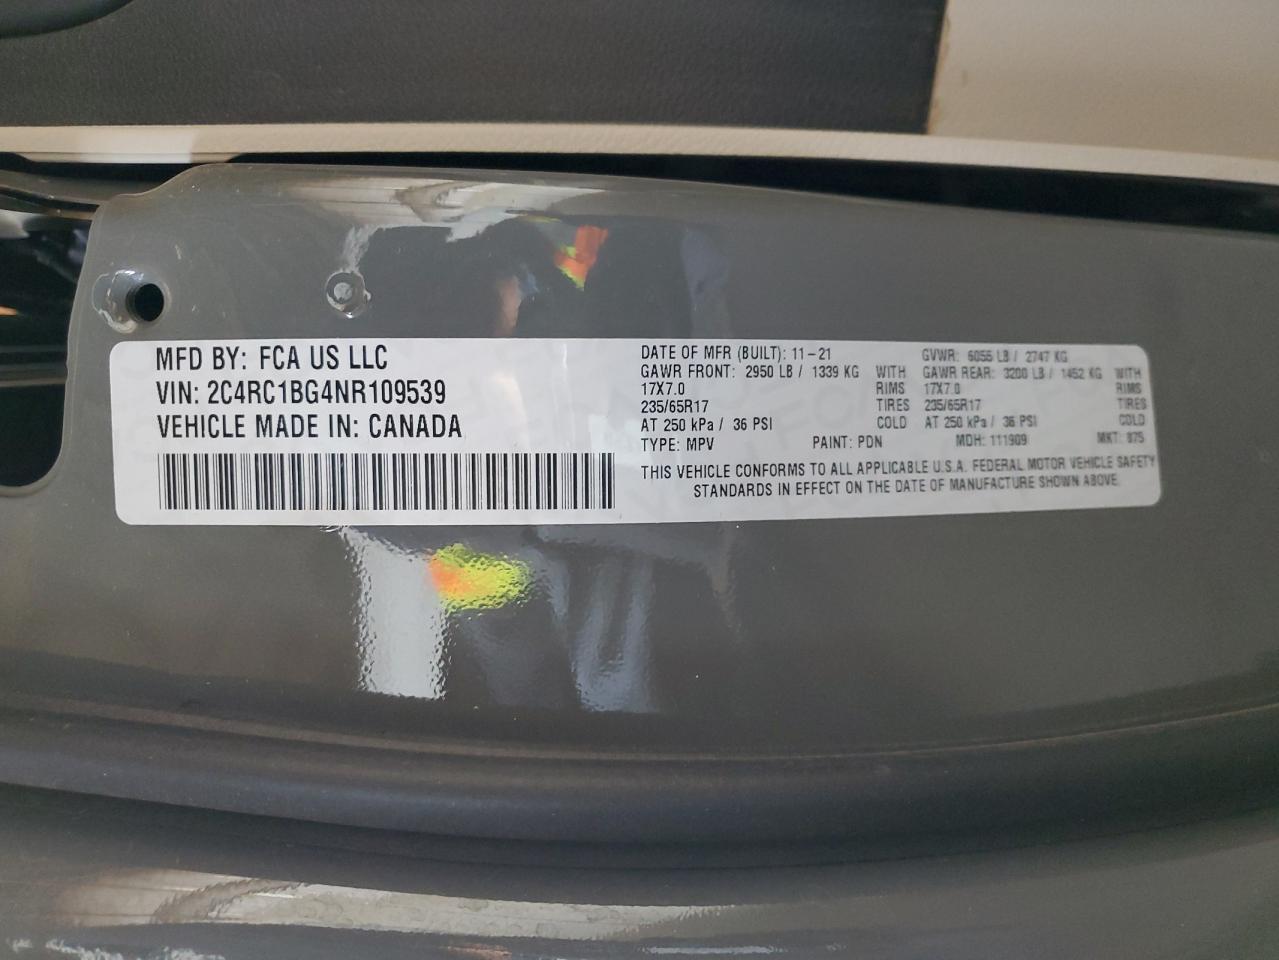 MFD BY: FCA US LLC
VIN: 2C4RC1BG4NR109539
VEHICLE MADE IN: CANADA
DATE OF MFR (BUILT): 11-21 GVWR: 6055 LB / 2747 KG
GAWR FRONT: 2950 LB / 1339 KG WITH GAWR REAR: 3200 LB / 1452 KG WITH
17X7.0 RIMS 17X7.0 RIMS
235/65R17 TIRES 235/65R17 TIRES
AT 250 kPa / 36 PSI COLD AT 250 kPa / 36 PSI COLD
TYPE: MPV PAINT: PDN MDH: 111909 MKT: 875
THIS VEHICLE CONFORMS TO ALL APPLICABLE U.S.A. FEDERAL MOTOR VEHICLE SAFETY
STANDARDS IN EFFECT ON THE DATE OF MANUFACTURE SHOWN ABOVE.